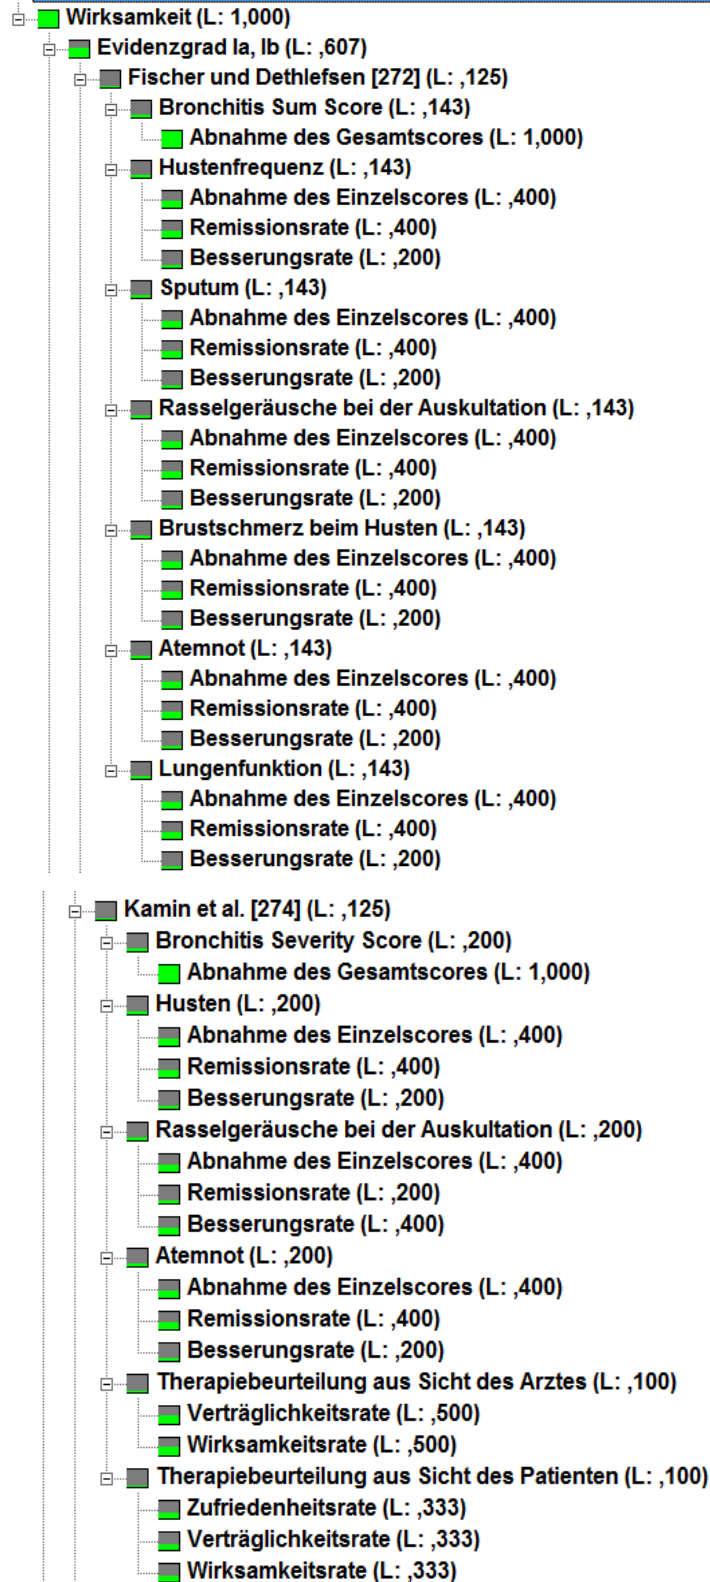 Wirksamkeit (L: 1,000)
Evidenzgrad Ia, Ib (L: ,607)
Fischer und Dethlefsen [272] (L: ,125)
Bronchitis Sum Score (L: ,143)
Abnahme des Gesamtscores (L: 1,000)
Hustenfrequenz (L: ,143)
Abnahme des Einzelscores (L: ,400)
Remissionsrate (L: ,400)
Besserungsrate (L: ,200)
Sputum (L: ,143)
Abnahme des Einzelscores (L: ,400)
Remissionsrate (L: ,400)
Besserungsrate (L: ,200)
Rasselgeräusche bei der Auskultation (L: ,143)
Abnahme des Einzelscores (L: ,400)
Remissionsrate (L: ,400)
Besserungsrate (L: ,200)
Brustschmerz beim Husten (L: ,143)
Abnahme des Einzelscores (L: ,400)
Remissionsrate (L: ,400)
Besserungsrate (L: ,200)
Atemnot (L: ,143)
Abnahme des Einzelscores (L: ,400)
Remissionsrate (L: ,400)
Besserungsrate (L: ,200)
Lungenfunktion (L: ,143)
Abnahme des Einzelscores (L: ,400)
Remissionsrate (L: ,400)
Besserungsrate (L: ,200)
Kamin et al. [274] (L: ,125)
Bronchitis Severity Score (L: ,200)
Abnahme des Gesamtscores (L: 1,000)
Husten (L: ,200)
Abnahme des Einzelscores (L: ,400)
Remissionsrate (L: ,400)
Besserungsrate (L: ,200)
Rasselgeräusche bei der Auskultation (L: ,200)
Abnahme des Einzelscores (L: ,400)
Remissionsrate (L: ,200)
Besserungsrate (L: ,400)
Atemnot (L: ,200)
Abnahme des Einzelscores (L: ,400)
Remissionsrate (L: ,400)
Besserungsrate (L: ,200)
Therapiebeurteilung aus Sicht des Arztes (L: ,100)
Verträglichkeitsrate (L: ,500)
Wirksamkeitsrate (L: ,500)
Therapiebeurteilung aus Sicht des Patienten (L: ,100)
Zufriedenheitsrate (L: ,333)
Verträglichkeitsrate (L: ,333)
Wirksamkeitsrate (L: ,333)